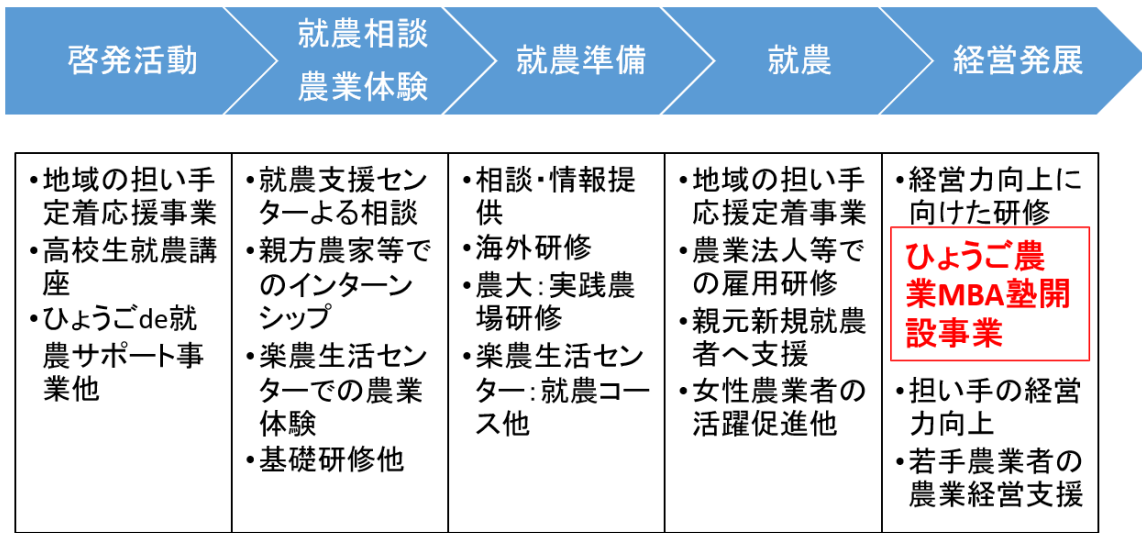 啓発活動
就農相談
農業体験
就農準備
就農
経営発展
•地域の担い手
定着応援事業
•高校生就農講
座
•ひょうごde就
農サポート事
業他
•就農支援セン
ターよる相談
•親方農家等で
のインターン
シップ
•楽農生活セン
ターでの農業
体験
•基礎研修他
•相談・情報提
供
•海外研修
•農大:実践農
場研修
•楽農生活セン
ター:就農コー
ス他
•地域の担い手
応援定着事業
•農業法人等で
の雇用研修
•親元新規就農
者へ支援
•女性農業者の
活躍促進他
•経営力向上に
向けた研修
ひょうご農
業MBA塾開
設事業
•担い手の経営
力向上
•若手農業者の
農業経営支援